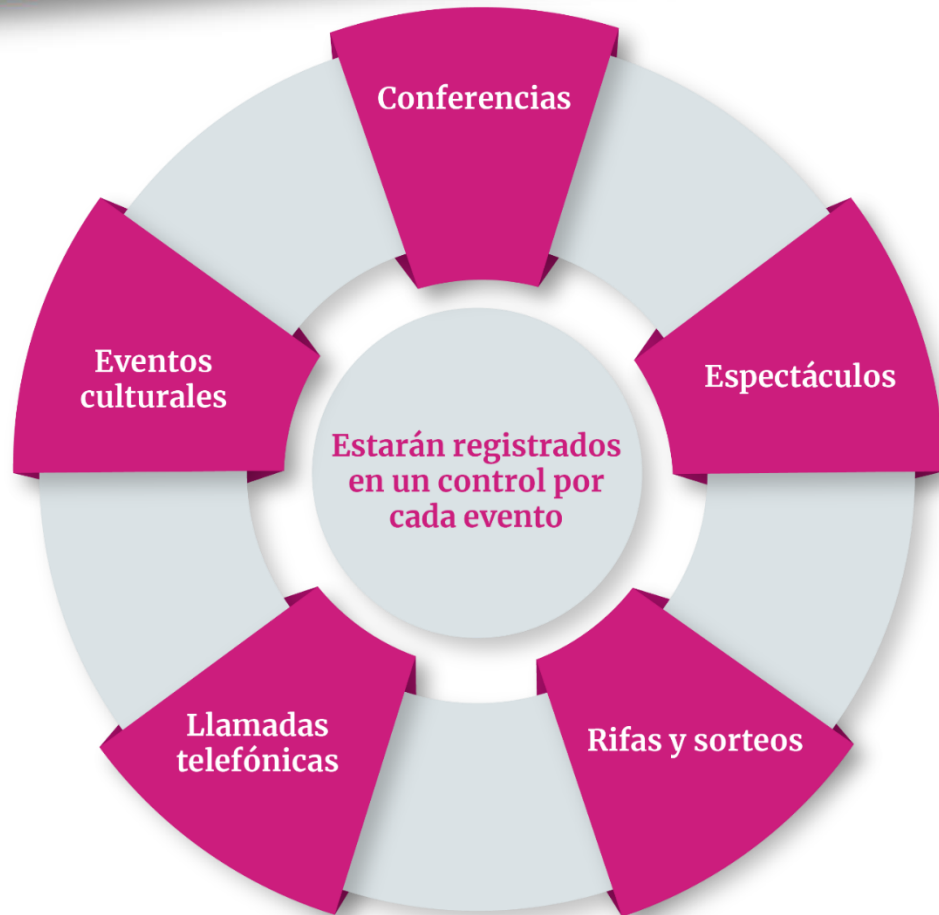 Conferencias
Eventos
culturales
Espectáculos
Estarán registrados
en un control por
cada evento
Llamadas
telefónicas
Rifas y sorteos